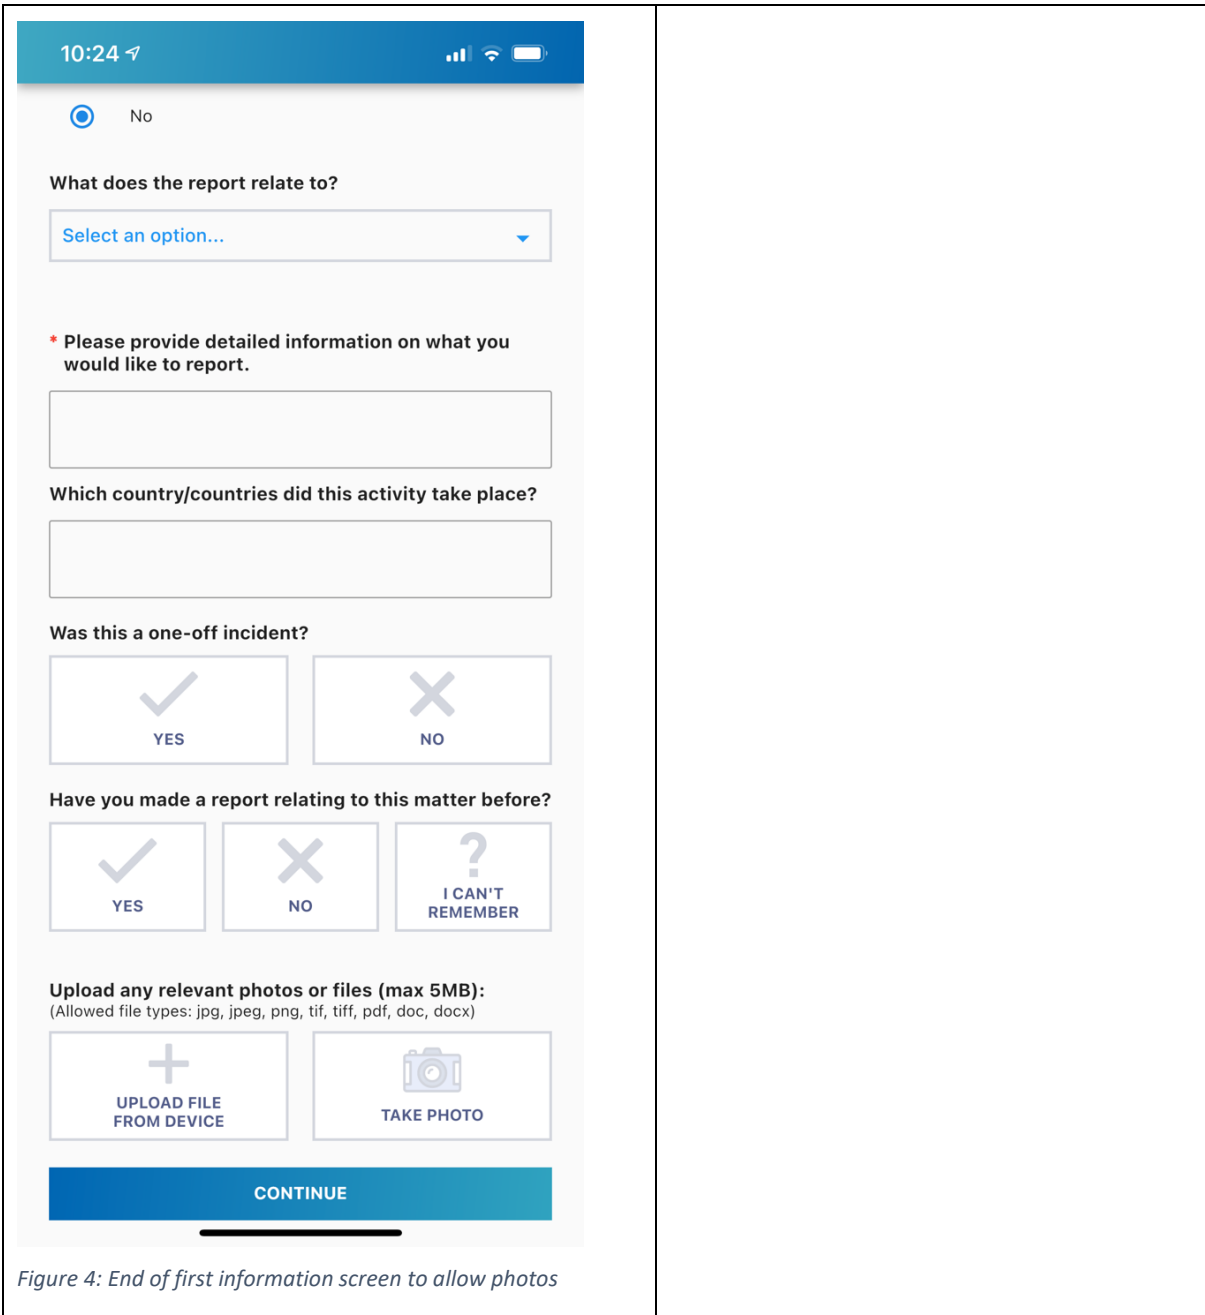 10:24
No
What does the report relate to?
Select an option...
* Please provide detailed information on what you
would like to report.
Which country/countries did this activity take place?
Was this a one-off incident?
YES
NO
Have you made a report relating to this matter before?
YES
NO
I CAN'T
REMEMBER
Upload any relevant photos or files (max 5MB):
(Allowed file types: jpg, jpeg, png, tif, tiff, pdf, doc, docx)
UPLOAD FILE
FROM DEVICE
TAKE PHOTO
CONTINUE
Figure 4: End of first information screen to allow photos